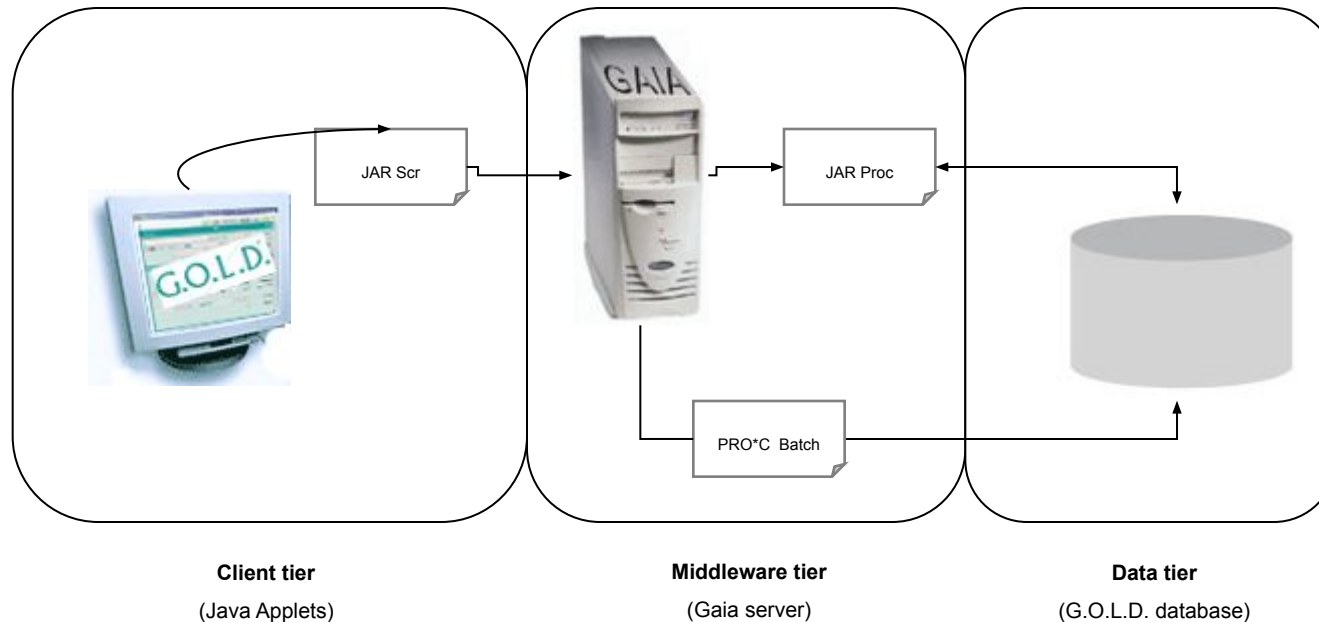 GAIA
JAR Scr
JAR Proc
G.O.L.D.
PRO*C Batch
Client tier
(Java Applets)
Middleware tier
(Gaia server)
Data tier
(G.O.L.D. database)